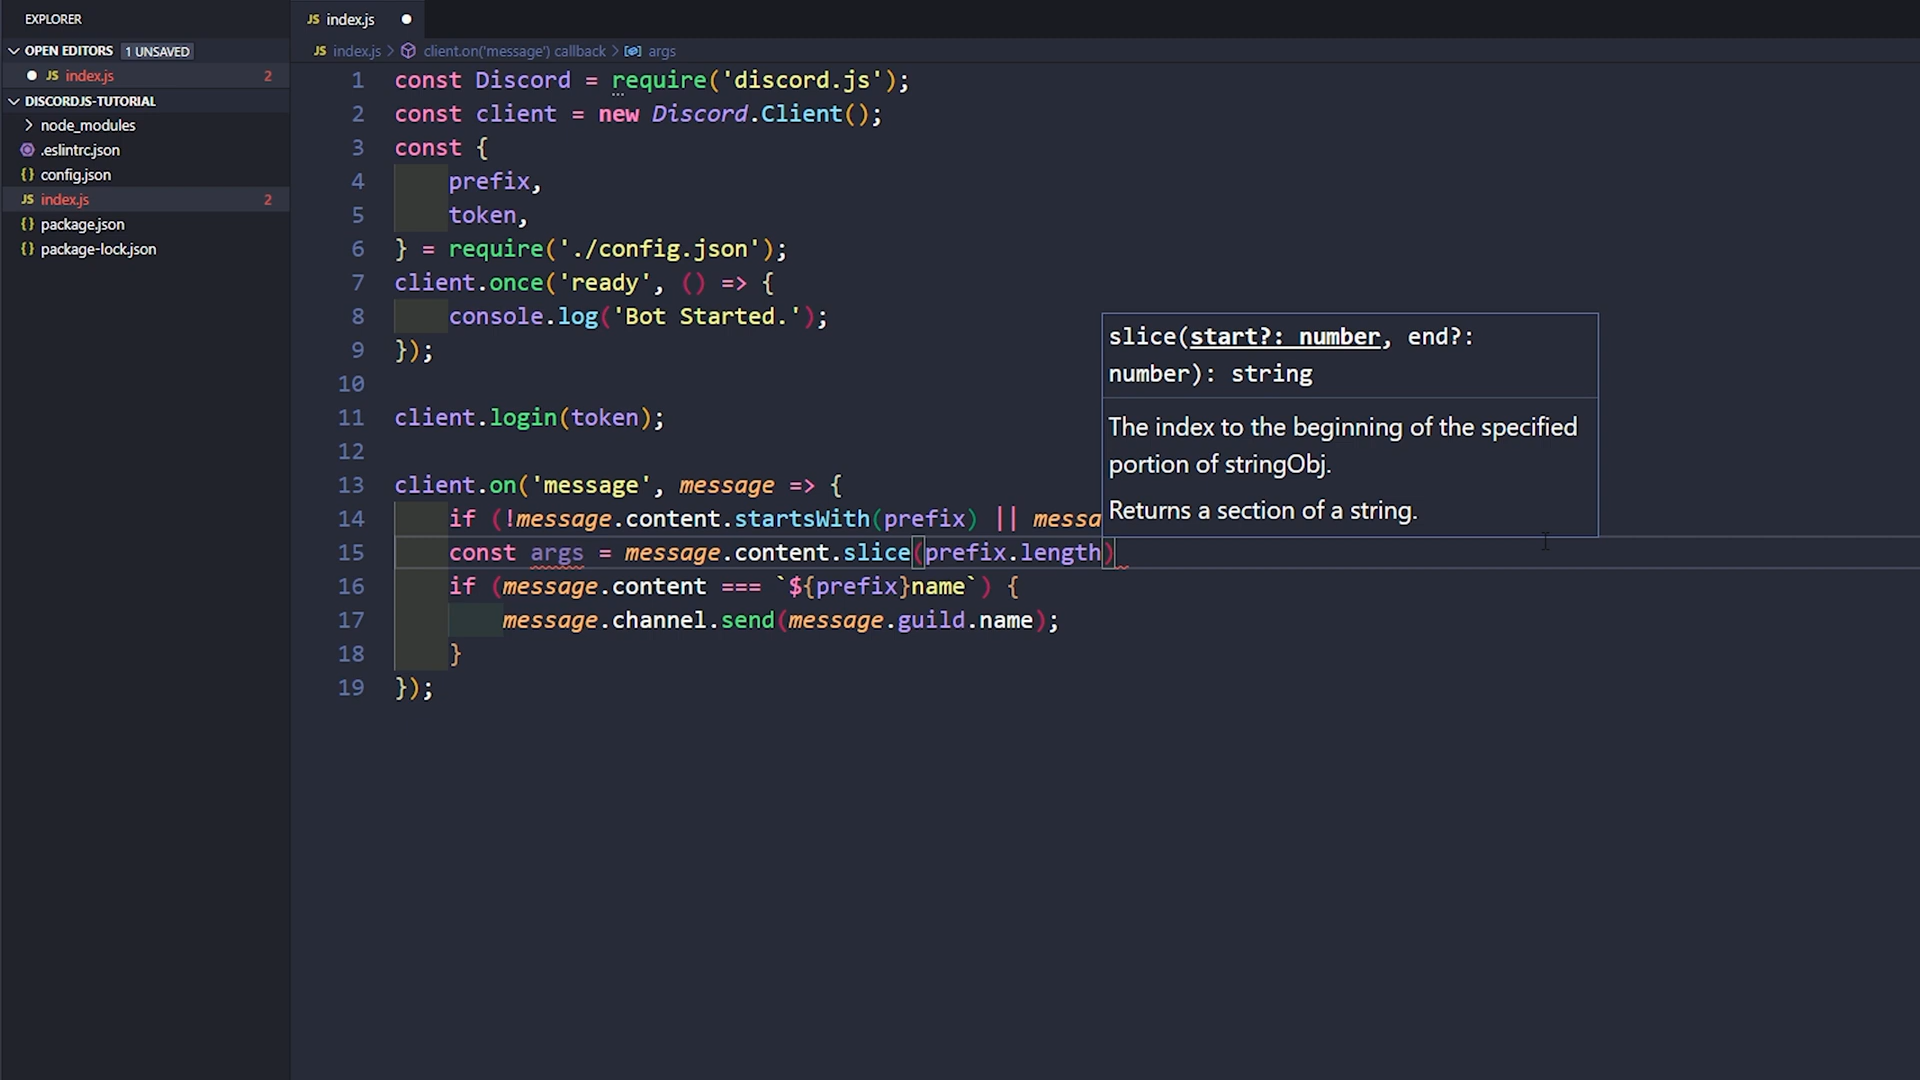 EXPLORER
OPEN EDITORS 1 UNSAVED
JS index.js 2
DISCORDJS-TUTORIAL
node_modules
.eslintrc.json
{} config.json
JS index.js 2
{} package.json
{} package-lock.json
JS index.js
JS index.js > client.on('message') callback > args
1 const Discord = require('discord.js');
2 const client = new Discord.Client();
3 const {
4 prefix,
5 token,
6 } = require('./config.json');
7 client.once('ready', () => {
8 console.log('Bot Started.');
9 });
10
11 client.login(token);
12
13 client.on('message', message => {
14 if (!message.content.startsWith(prefix) || messa
15 const args = message.content.slice(prefix.length)
16 if (message.content === `${prefix}name`) {
17 message.channel.send(message.guild.name);
18 }
19 });
slice(start?: number, end?:
number): string
The index to the beginning of the specified
portion of stringObj.
Returns a section of a string.